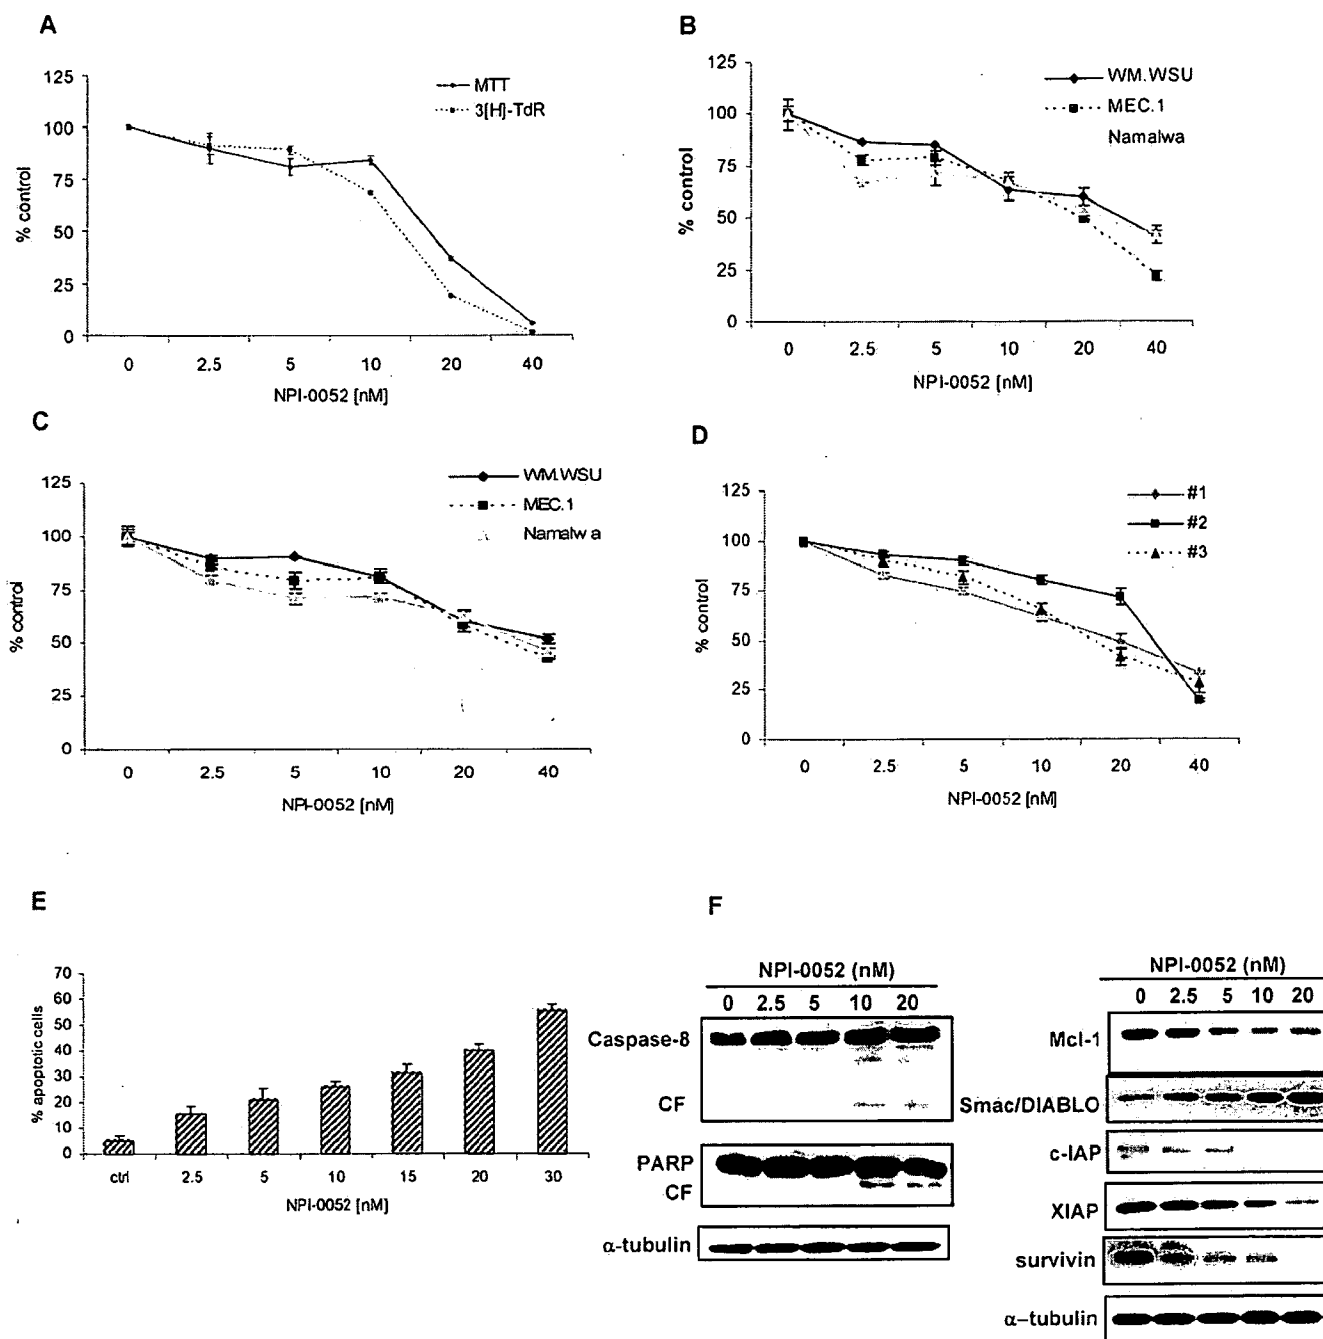 A
125
100
75
50
25
0
% control
MTT
3[H]-TdR
0 2.5 5 10 20 40
NPI-0052 [nM]
B
125
100
75
50
25
0
% control
WM.WSU
MEC.1
Namalwa
0 2.5 5 10 20 40
NPI-0052 [nM]
C
125
100
75
50
25
0
% control
WM.WSU
MEC.1
Namalwa
0 2.5 5 10 20 40
NPI-0052 [nM]
D
125
100
75
50
25
0
% control
#1
#2
#3
0 2.5 5 10 20 40
NPI-0052 [nM]
E
70
60
50
40
30
20
10
0
% apoptotic cells
ctrl 2.5 5 10 15 20 30
NPI-0052 [nM]
F
NPI-0052 (nM)
0 2.5 5 10 20
Caspase-8
CF
PARP
CF
α-tubulin
NPI-0052 (nM)
0 2.5 5 10 20
Mcl-1
Smac/DIABLO
c-IAP
XIAP
survivin
α-tubulin